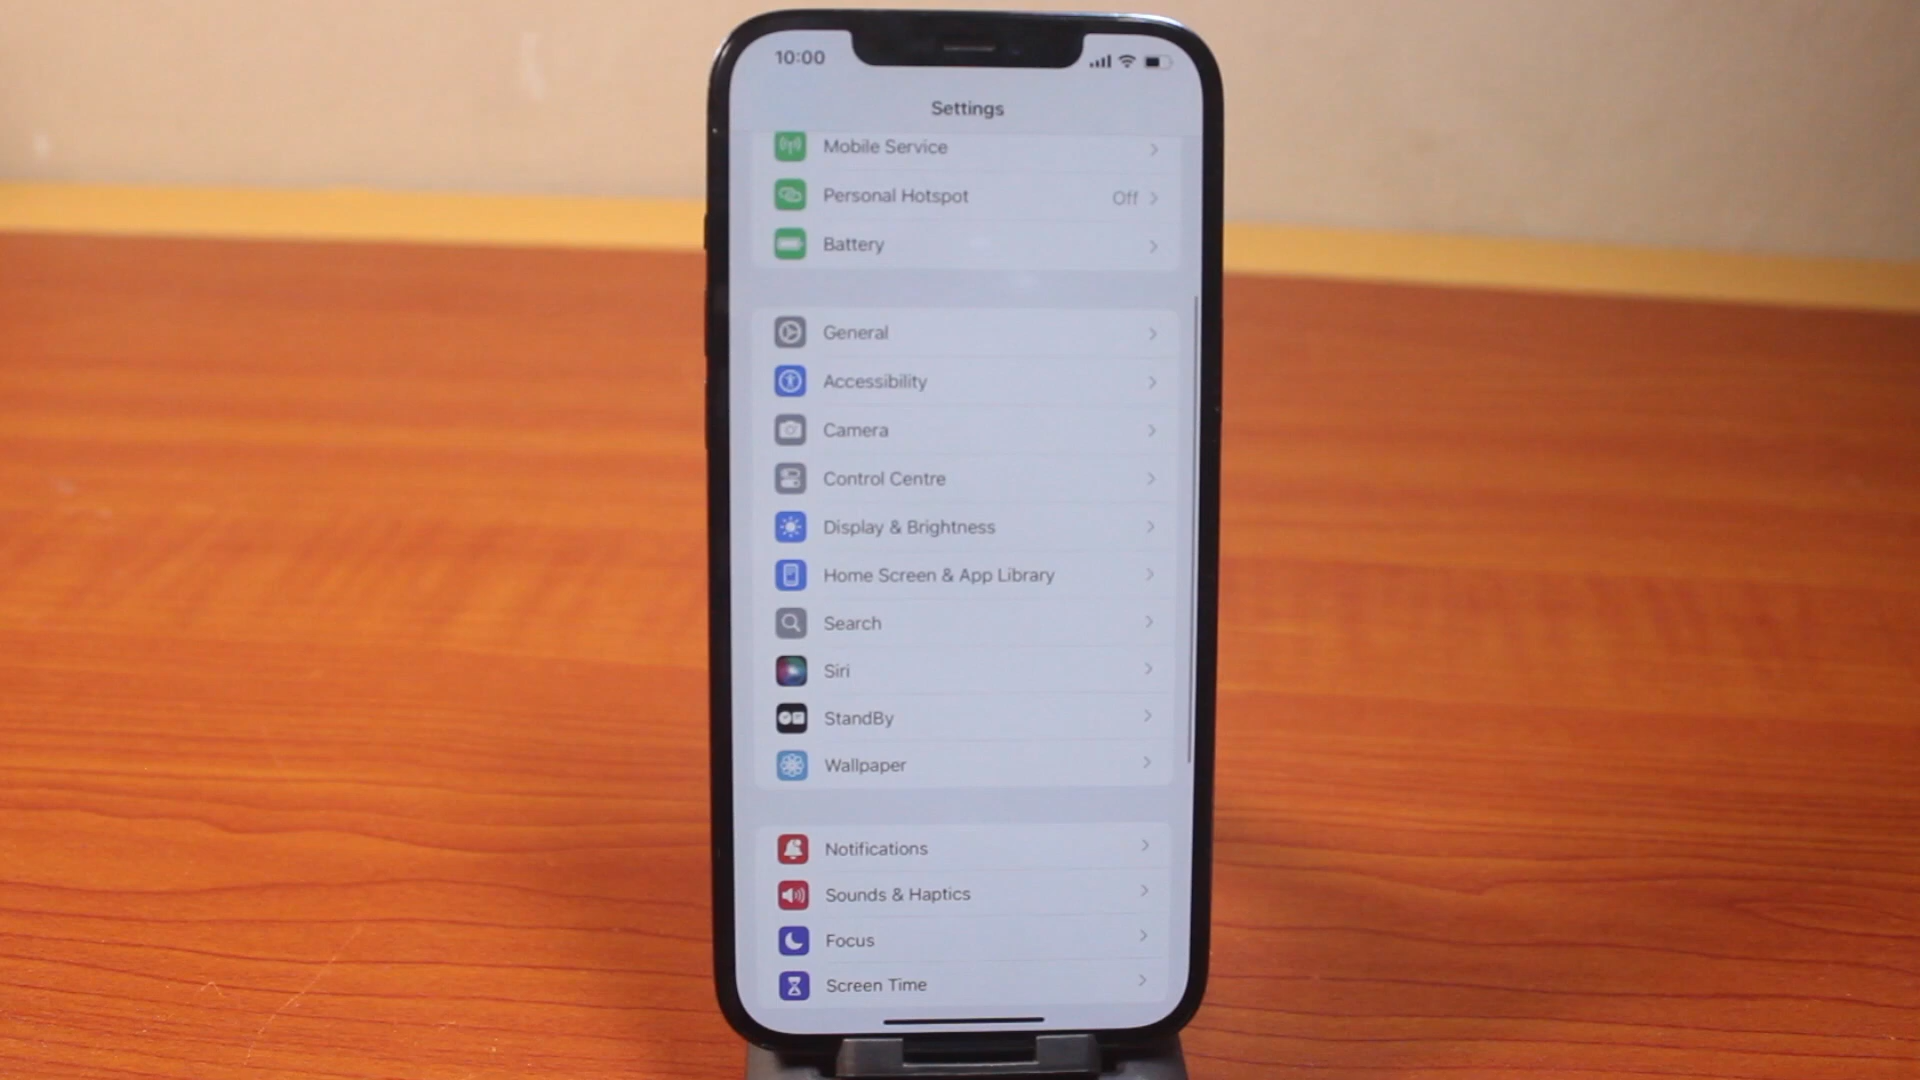 10:00
Settings
Mobile Service
Personal Hotspot Off
Battery
General
Accessibility
Camera
Control Centre
Display & Brightness
Home Screen & App Library
Search
Siri
StandBy
Wallpaper
Notifications
Sounds & Haptics
Focus
Screen Time